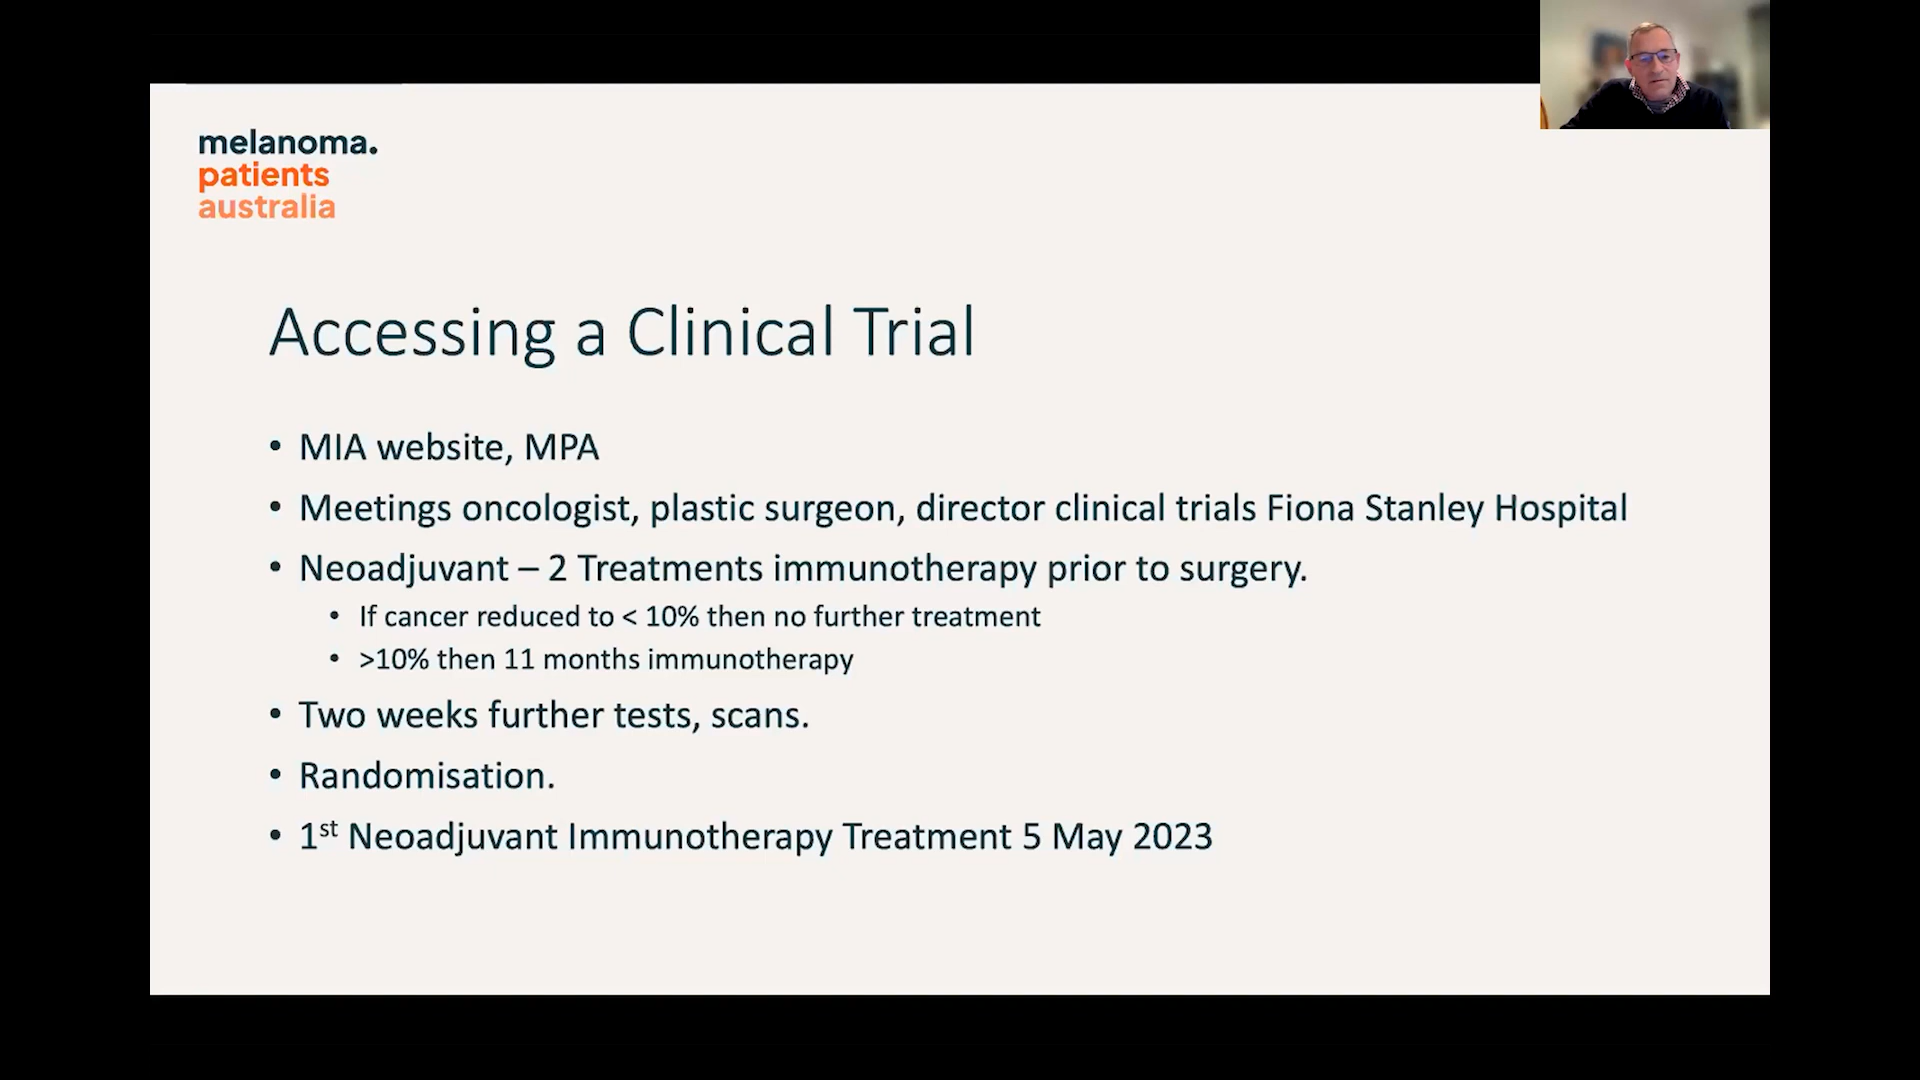 melanoma.
patients
australia
Accessing a Clinical Trial
• MIA website, MPA
• Meetings oncologist, plastic surgeon, director clinical trials Fiona Stanley Hospital
• Neoadjuvant – 2 Treatments immunotherapy prior to surgery.
• If cancer reduced to < 10% then no further treatment
• >10% then 11 months immunotherapy
• Two weeks further tests, scans.
• Randomisation.
• 1st Neoadjuvant Immunotherapy Treatment 5 May 2023